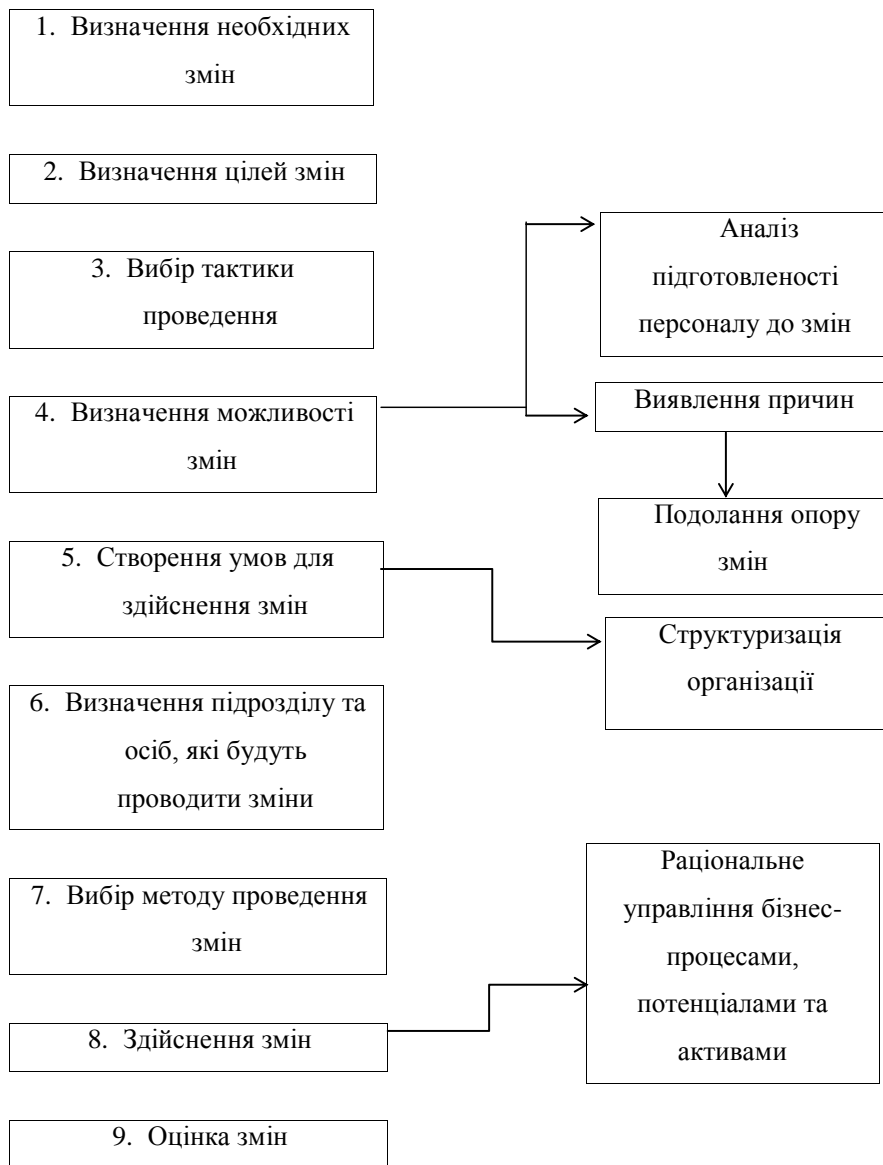 1. Визначення необхідних
змін
2. Визначення цілей змін
3. Вибір тактики
проведення
4. Визначення можливості
змін
Аналіз
підготовленості
персоналу до змін
Виявлення причин
Подолання опору
змін
5. Створення умов для
здійснення змін
Структуризація
організації
6. Визначення підрозділу та
осіб, які будуть
проводити зміни
7. Вибір методу проведення
змін
8. Здійснення змін
Раціональне
управління бізнес-
процесами,
потенціалами та
активами
9. Оцінка змін